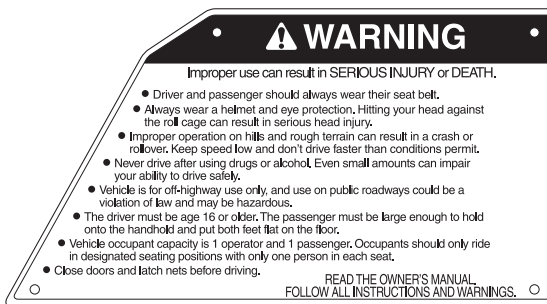 WARNING
Improper use can result in SERIOUS INJURY or DEATH.
● Driver and passenger should always wear their seat belt.
● Always wear a helmet and eye protection. Hitting your head against
the roll cage can result in serious head injury.
● Improper operation on hills and rough terrain can result in a crash or
rollover. Keep speed low and don't drive faster than conditions permit.
● Never drive after using drugs or alcohol. Even small amounts can impair
your ability to drive safely.
● Vehicle is for off-highway use only, and use on public roadways could be a
violation of law and may be hazardous.
● The driver must be age 16 or older. The passenger must be large enough to hold
onto the handhold and put both feet flat on the floor.
● Vehicle occupant capacity is 1 operator and 1 passenger. Occupants should only ride
in designated seating positions with only one person in each seat.
● Close doors and latch nets before driving.
READ THE OWNER'S MANUAL.
FOLLOW ALL INSTRUCTIONS AND WARNINGS.